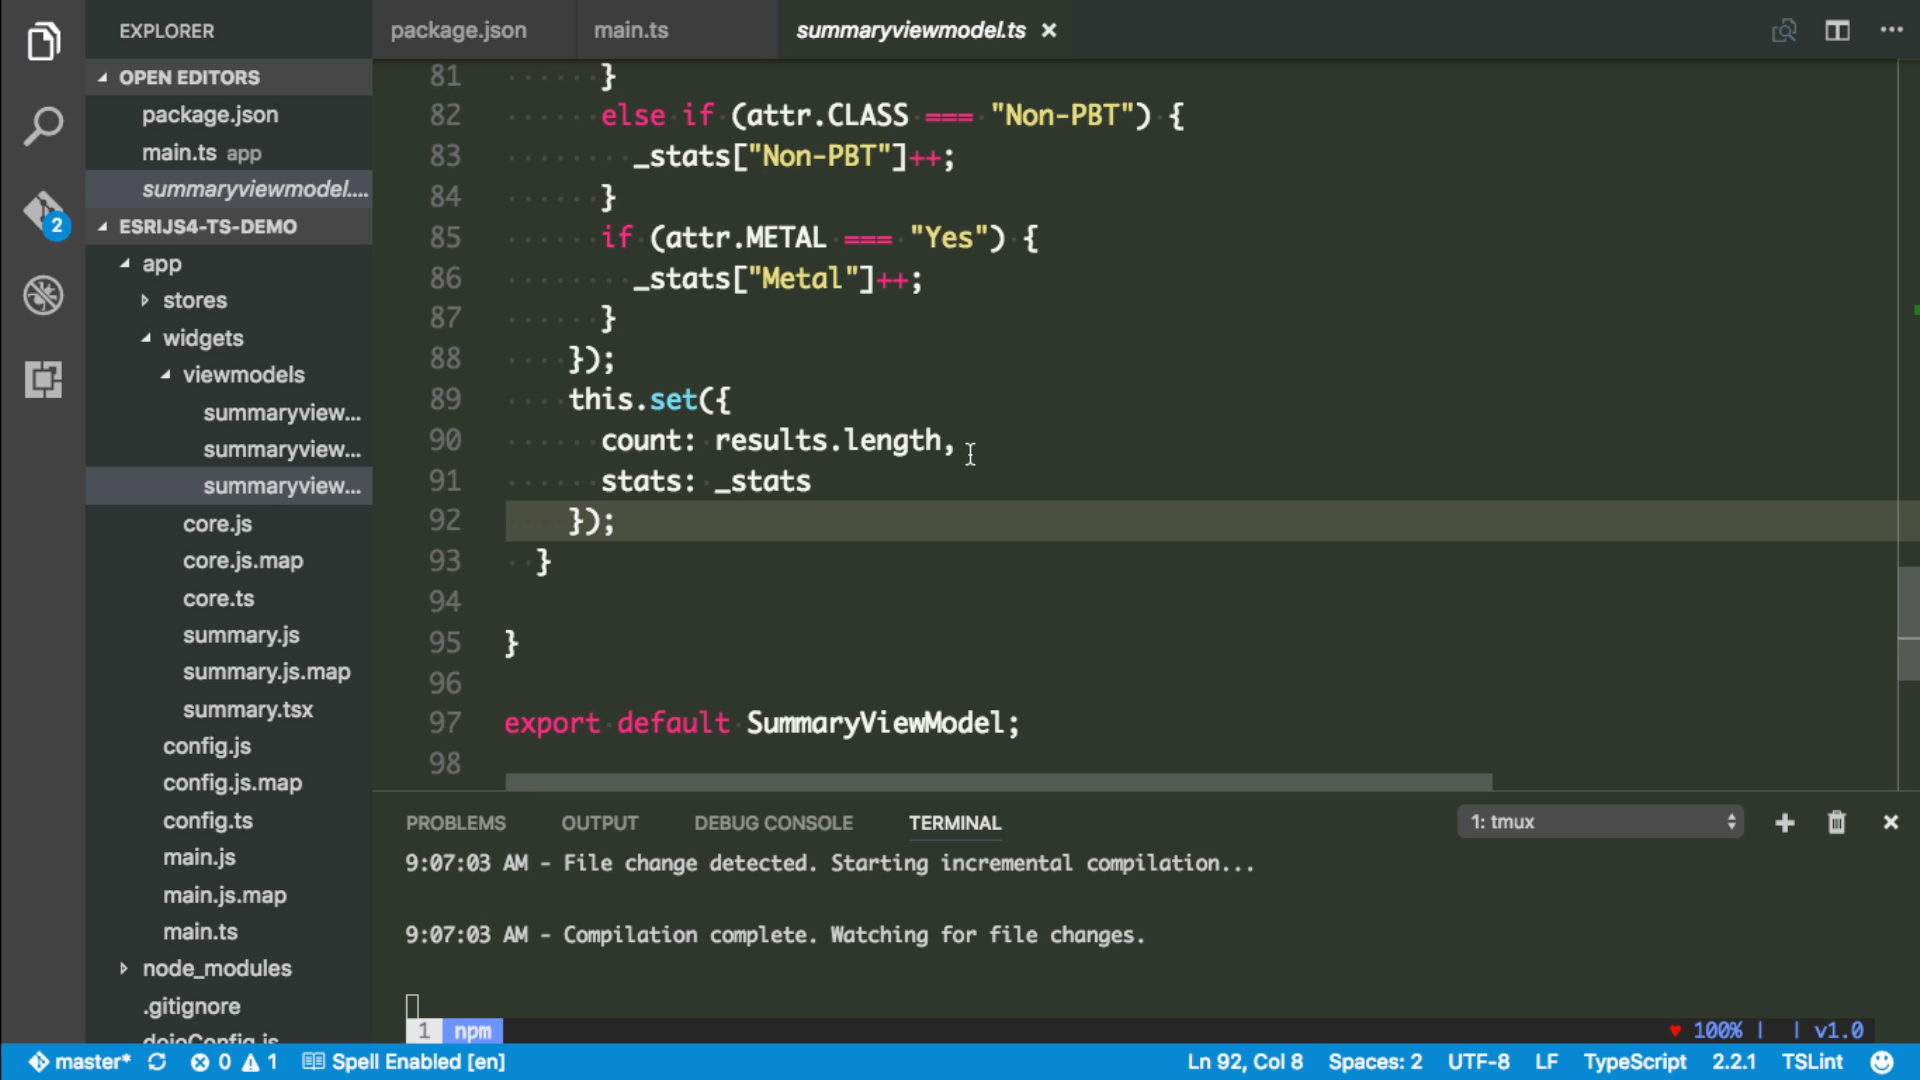 EXPLORER
OPEN EDITORS
package.json
main.ts app
summaryviewmodel....
ESRIJS4-TS-DEMO
app
stores
widgets
viewmodels
summaryview...
summaryview...
summaryview...
core.js
core.js.map
core.ts
summary.js
summary.js.map
summary.tsx
config.js
config.js.map
config.ts
main.js
main.js.map
main.ts
node_modules
.gitignore
dojoConfig.js
2
package.json main.ts summaryviewmodel.ts
81 }
82 else if (attr.CLASS === "Non-PBT") {
83 _stats["Non-PBT"]++;
84 }
85 if (attr.METAL === "Yes") {
86 _stats["Metal"]++;
87 }
88 });
89 this.set({
90 count: results.length,
91 stats: _stats
92 });
93 }
94
95 }
96
97 export default SummaryViewModel;
98
PROBLEMS OUTPUT DEBUG CONSOLE TERMINAL 1: tmux
9:07:03 AM - File change detected. Starting incremental compilation...
9:07:03 AM - Compilation complete. Watching for file changes.
1 npm ♥ 100% | | v1.0
master* 0 1 Spell Enabled [en] Ln 92, Col 8 Spaces: 2 UTF-8 LF TypeScript 2.2.1 TSLint